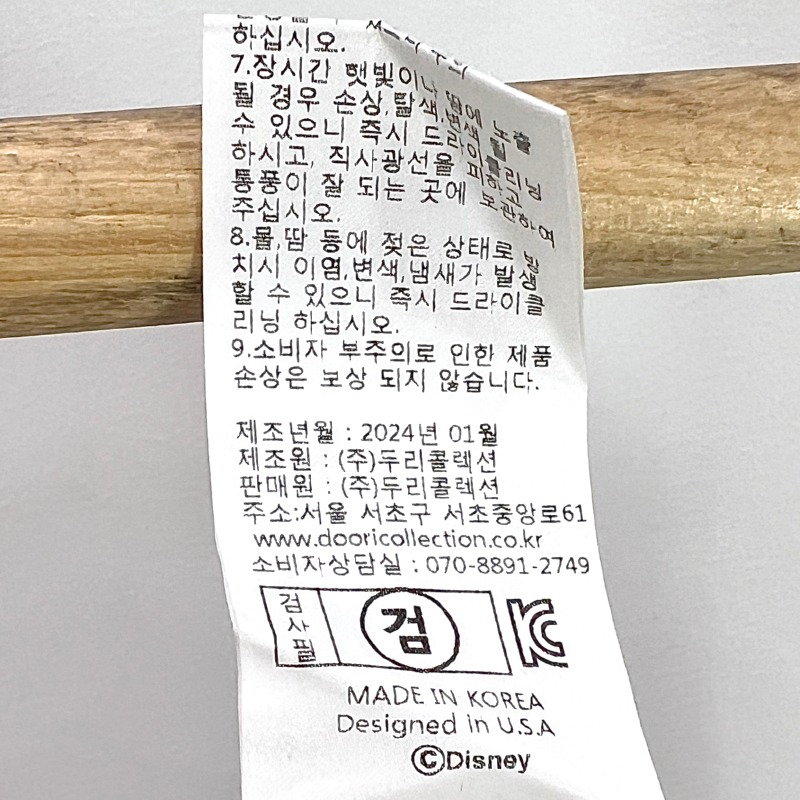 하십시오.
7.장시간 햇빛이나 땀에 노출
될 경우 손상,탈색,변색 될
수 있으니 즉시 드라이클리닝
하시고, 직사광선을 피하고
통풍이 잘 되는 곳에 보관하여
주십시오.
8.물,땀 등에 젖은 상태로 방
치시 이염,변색,냄새가 발생
할 수 있으니 즉시 드라이클
리닝 하십시오.
9.소비자 부주의로 인한 제품
손상은 보상 되지 않습니다.
제조년월 : 2024년 01월
제조원 : (주)두리콜렉션
판매원 : (주)두리콜렉션
주소:서울 서초구 서초중앙로61
www.dooricollection.co.kr
소비자상담실 : 070-8891-2749
검사필
검
KC
MADE IN KOREA
Designed in U.S.A
©Disney